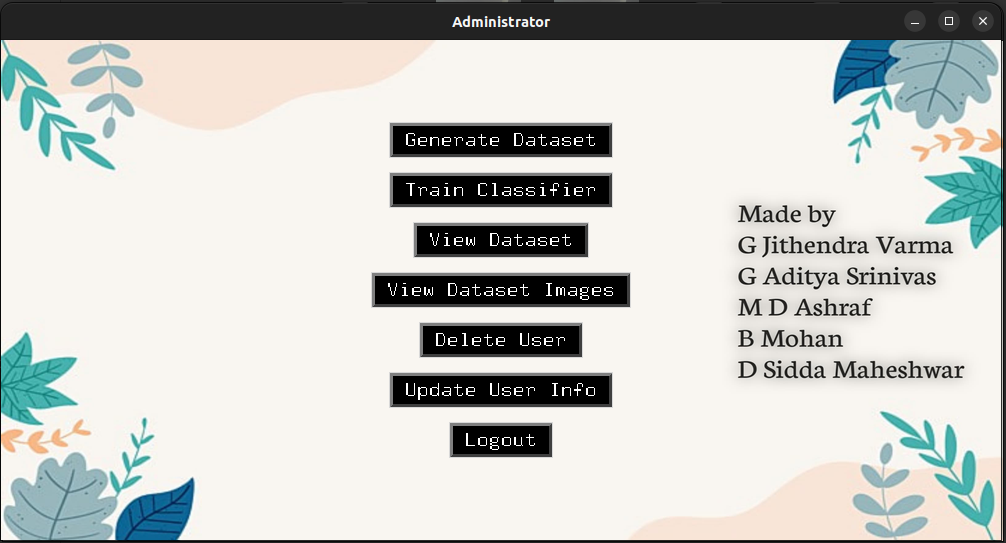 Administrator
Generate Dataset
Train Classifier
View Dataset
View Dataset Images
Delete User
Update User Info
Logout
Made by
G Jithendra Varma
G Aditya Srinivas
M D Ashraf
B Mohan
D Sidda Maheshwar